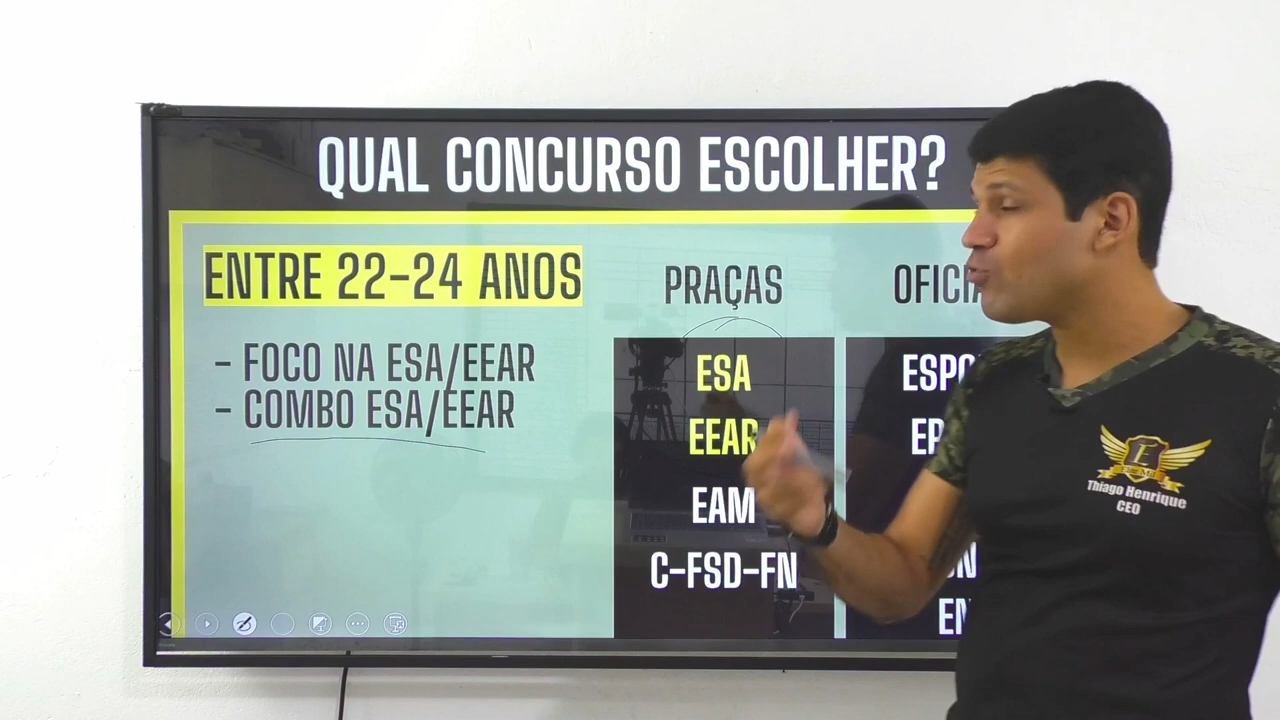 QUAL CONCURSO ESCOLHER?
ENTRE 22-24 ANOS
- FOCO NA ESA/EEAR
- COMBO ESA/EEAR
PRAÇAS
ESA
EEAR
EAM
C-FSD-FN
Thiago Henrique
CEO